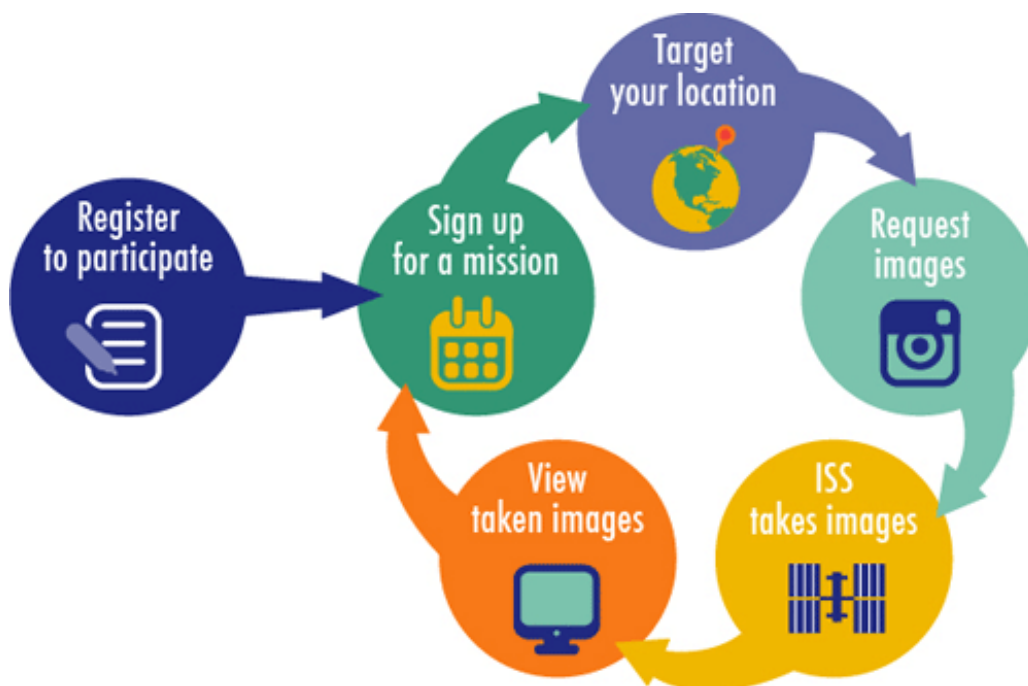 Register
to participate
Sign up
for a mission
Target
your location
Request
images
ISS
takes images
View
taken images